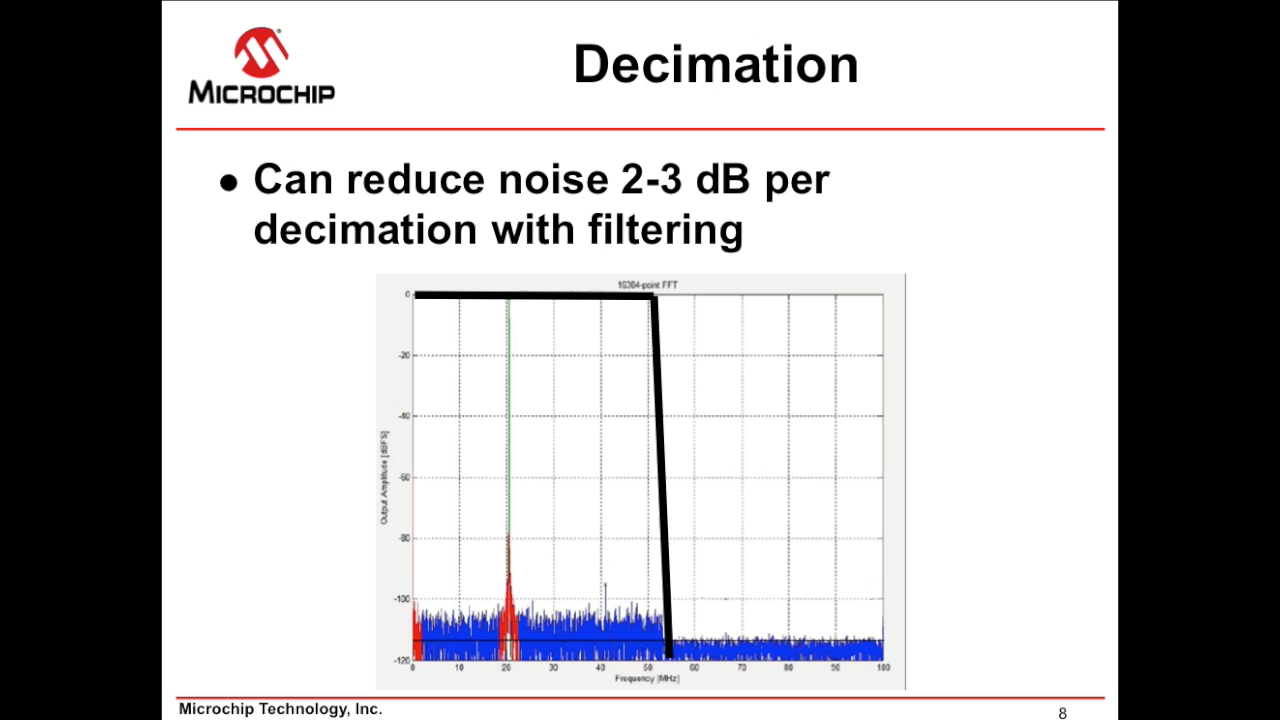 MICROCHIP
Decimation
● Can reduce noise 2-3 dB per
decimation with filtering
16384-point FFT
0
-20
-40
-60
-80
-100
-120
Output Amplitude [dBFS]
0 10 20 30 40 50 60 70 80 90 100
Frequency [MHz]
Microchip Technology, Inc.
8